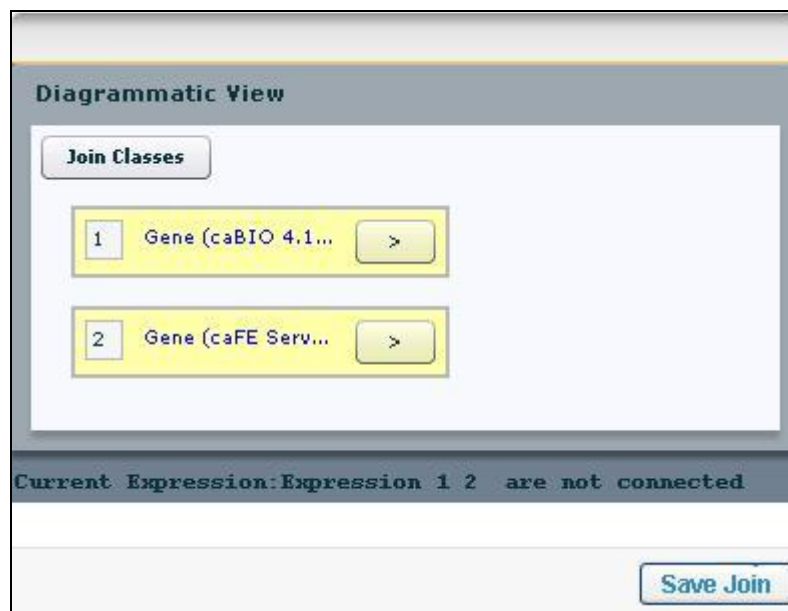 Diagrammatic View
Join Classes
1 Gene (caBIO 4.1... >
2 Gene (caFE Serv... >
Current Expression:Expression 1 2 are not connected
Save Join